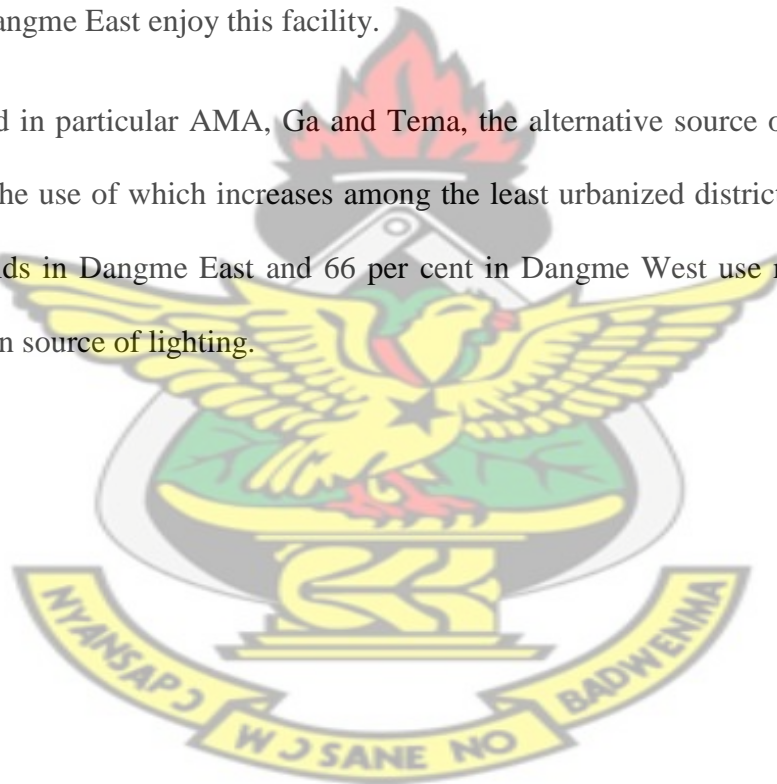 angme East enjoy this facility.
d in particular AMA, Ga and Tema, the alternative source o
he use of which increases among the least urbanized distric
ds in Dangme East and 66 per cent in Dangme West use
n source of lighting.
NYANSAPƆ
WƆSANE NO
BADWENMA